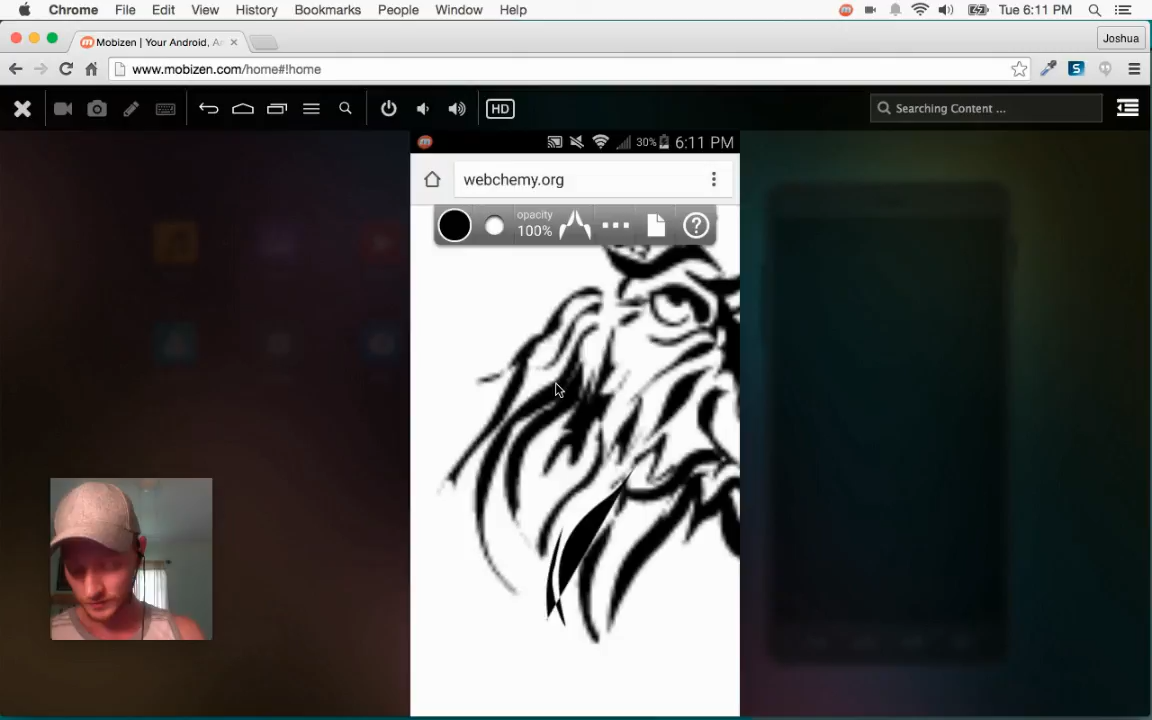 Chrome File Edit View History Bookmarks People Window Help Tue 6:11 PM
Mobizen | Your Android, A Joshua
www.mobizen.com/home#!home
HD Searching Content ...
30% 6:11 PM
webchemy.org
opacity
100% ?